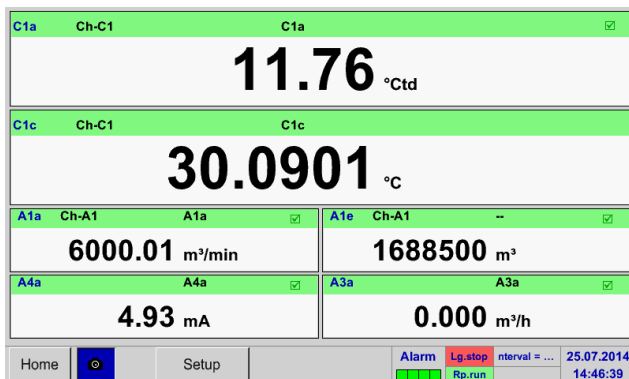 C1a Ch-C1 C1a
11.76 °Ctd
C1c Ch-C1 C1c
30.0901 °C
A1a Ch-A1 A1a
6000.01 m³/min
A1e Ch-A1 --
1688500 m³
A4a A4a
4.93 mA
A3a A3a
0.000 m³/h
Home Setup
Alarm Lg.stop nterval = ... 25.07.2014
Rp.run 14:46:39